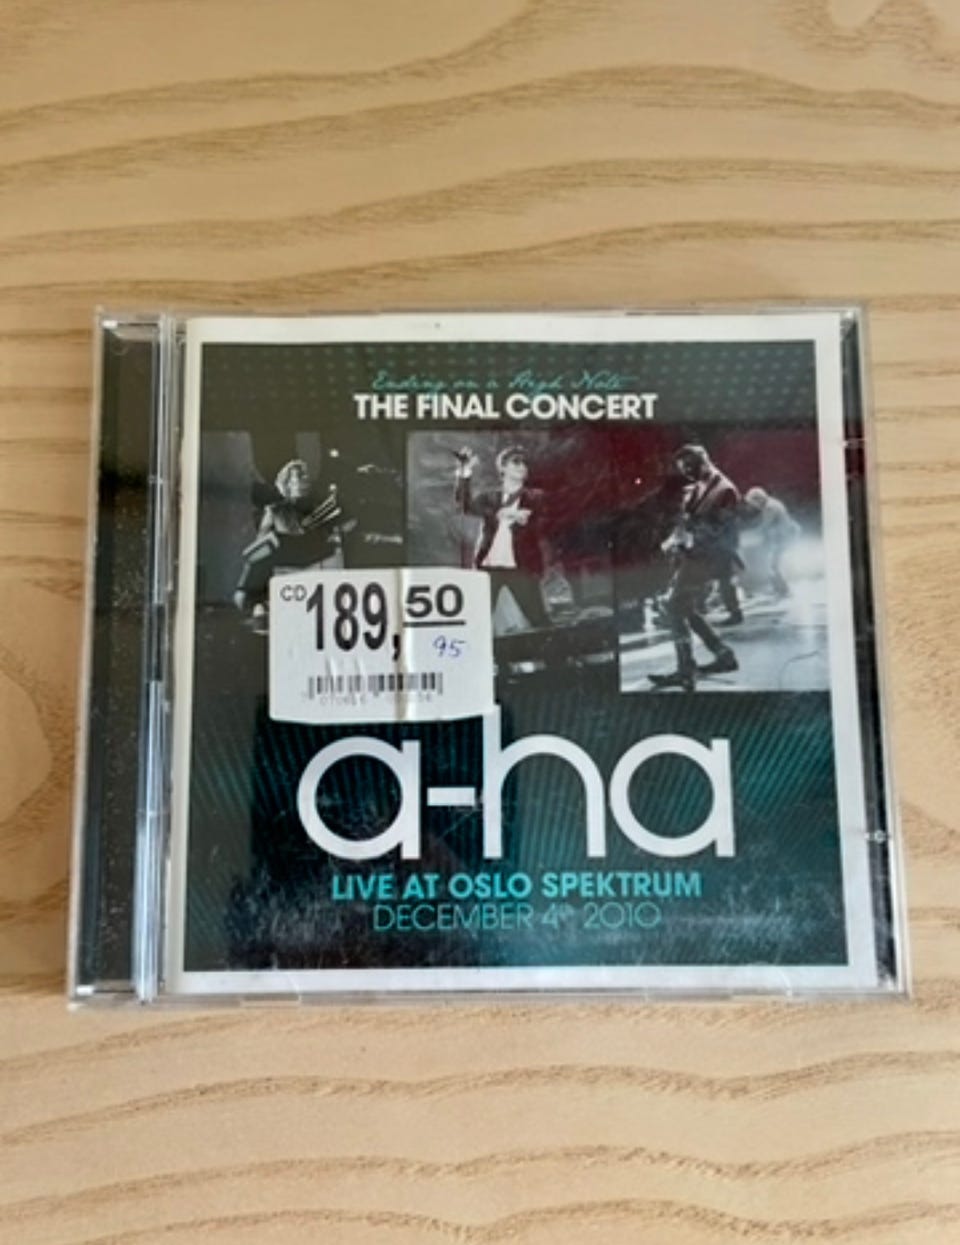 Ending on a High Note
THE FINAL CONCERT
CD 189,50
95
a-ha
LIVE AT OSLO SPEKTRUM
DECEMBER 4th 2010